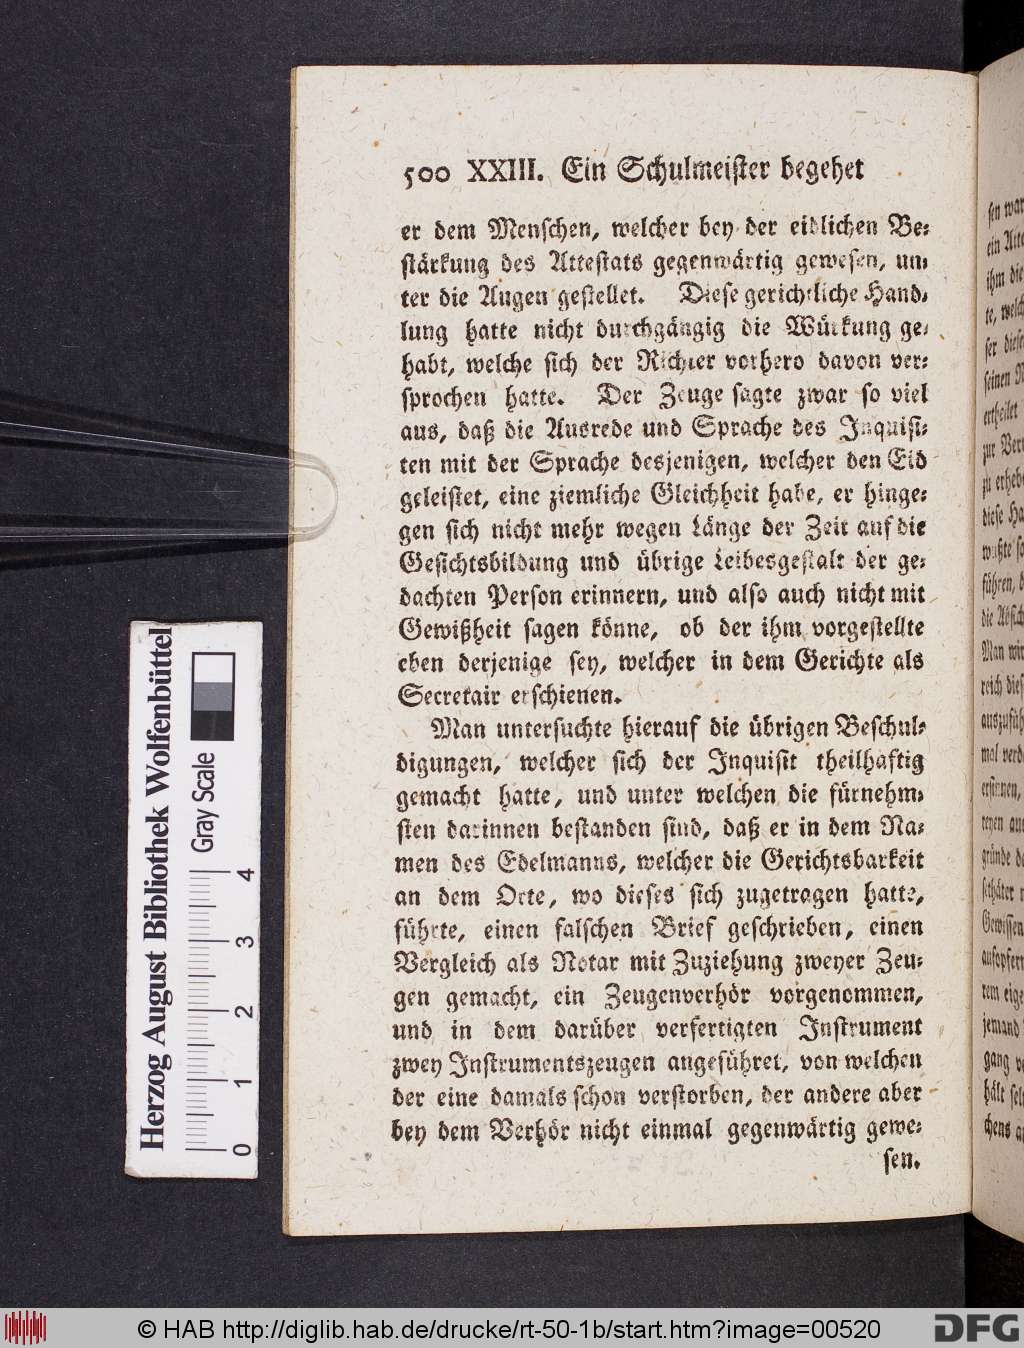 500 XXIII. Ein Schulmeiſter begehet
er dem Menſchen, welcher bey der eidlichen Be⸗
ſtärkung des Atteſtats gegenwärtig geweſen, un⸗
ter die Augen geſtellet. Dieſe gerichtliche Hand⸗
lung hatte nicht durchgängig die Würkung ge⸗
habt, welche ſich der Richter vorhero davon ver⸗
ſprochen hatte. Der Zeuge ſagte zwar ſo viel
aus, daß die Ausrede und Sprache des Inquiſi⸗
ten mit der Sprache desjenigen, welcher den Eid
geleiſtet, eine ziemliche Gleichheit habe, er hinge⸗
gen ſich nicht mehr wegen Länge der Zeit auf die
Geſichtsbildung und übrige Leibesgeſtalt der ge⸗
dachten Perſon erinnern, und alſo auch nicht mit
Gewißheit ſagen könne, ob der ihm vorgeſtellte
eben derjenige ſey, welcher in dem Gerichte als
Secretair erſchienen.
Man unterſuchte hierauf die übrigen Beſchul⸗
digungen, welcher ſich der Inquiſit theilhaftig
gemacht hatte, und unter welchen die fürnehm⸗
ſten darinnen beſtanden ſind, daß er in dem Na⸗
men des Edelmanns, welcher die Gerichtsbarkeit
an dem Orte, wo dieſes ſich zugetragen hatte,
führte, einen falſchen Brief geſchrieben, einen
Vergleich als Notar mit Zuziehung zweyer Zeu⸗
gen gemacht, ein Zeugenverhör vorgenommen,
und in dem darüber verfertigten Inſtrument
zwey Inſtrumentszeugen angeführet, von welchen
der eine damals ſchon verſtorben, der andere aber
bey dem Verhör nicht einmal gegenwärtig gewe⸗
ſen.
Herzog August Bibliothek Wolfenbüttel
Gray Scale
0 1 2 3 4
© HAB http://diglib.hab.de/drucke/rt-50-1b/start.htm?image=00520
DFG